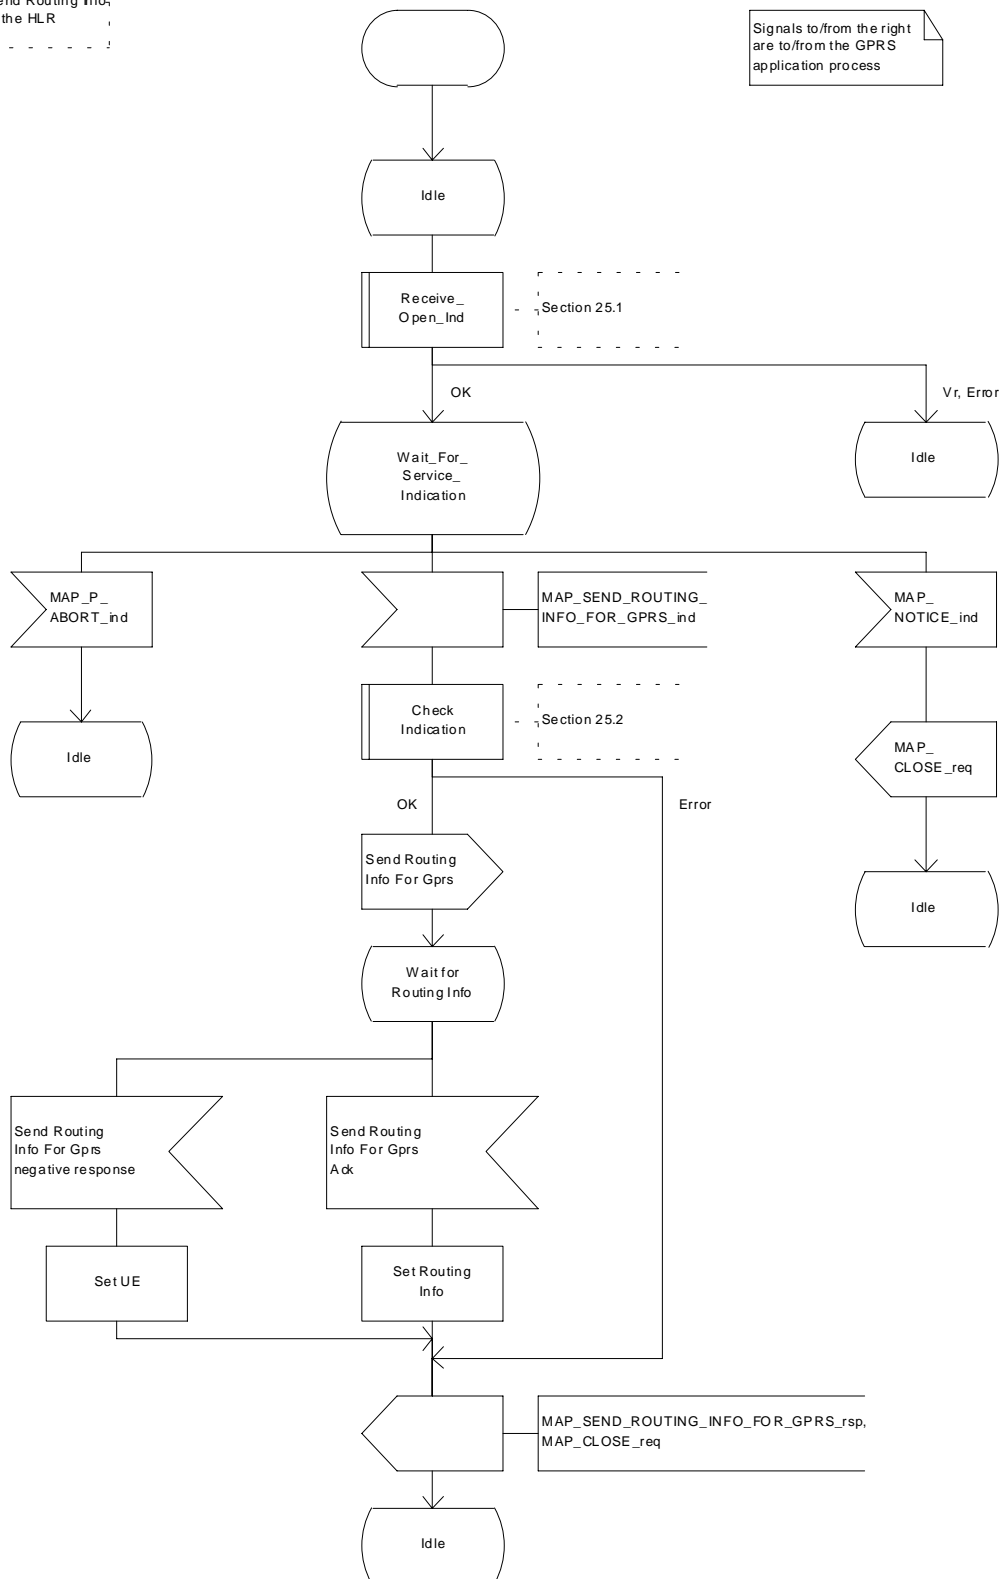 Send Routing Info
the HLR
Signals to/from the right
are to/from the GPRS
application process
Idle
Receive_
Open_Ind
Section 25.1
OK
Vr, Error
Wait_For_
Service_
Indication
Idle
MAP_P_
ABORT_ind
MAP_SEND_ROUTING_
INFO_FOR_GPRS_ind
MAP_
NOTICE_ind
Check
Indication
Section 25.2
Idle
MAP_
CLOSE_req
OK
Error
Send Routing
Info For Gprs
Idle
Wait for
Routing Info
Send Routing
Info For Gprs
negative response
Send Routing
Info For Gprs
Ack
Set UE
Set Routing
Info
MAP_SEND_ROUTING_INFO_FOR_GPRS_rsp,
MAP_CLOSE_req
Idle